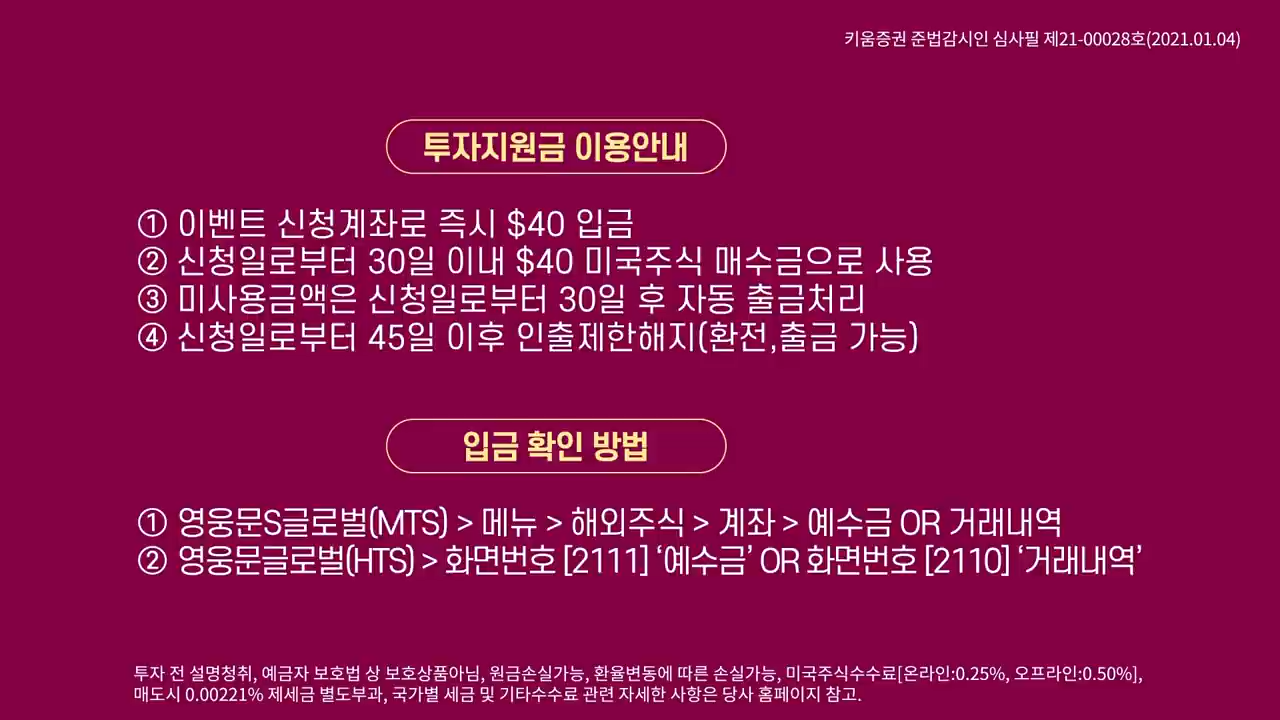 키움증권 준법감시인 심사필 제21-00028호(2021.01.04)
투자지원금 이용안내
① 이벤트 신청계좌로 즉시 $40 입금
② 신청일로부터 30일 이내 $40 미국주식 매수금으로 사용
③ 미사용금액은 신청일로부터 30일 후 자동 출금처리
④ 신청일로부터 45일 이후 인출제한해지(환전,출금 가능)
입금 확인 방법
① 영웅문S글로벌(MTS) > 메뉴 > 해외주식 > 계좌 > 예수금 OR 거래내역
② 영웅문글로벌(HTS) > 화면번호 [2111] ‘예수금’ OR 화면번호 [2110] ‘거래내역’
투자 전 설명청취, 예금자 보호법 상 보호상품아님, 원금손실가능, 환율변동에 따른 손실가능, 미국주식수수료[온라인:0.25%, 오프라인:0.50%],
매도시 0.00221% 제세금 별도부과, 국가별 세금 및 기타수수료 관련 자세한 사항은 당사 홈페이지 참고.